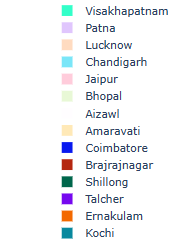 Visakhapatnam
Patna
Lucknow
Chandigarh
Jaipur
Bhopal
Aizawl
Amaravati
Coimbatore
Brajrajnagar
Shillong
Talcher
Ernakulam
Kochi